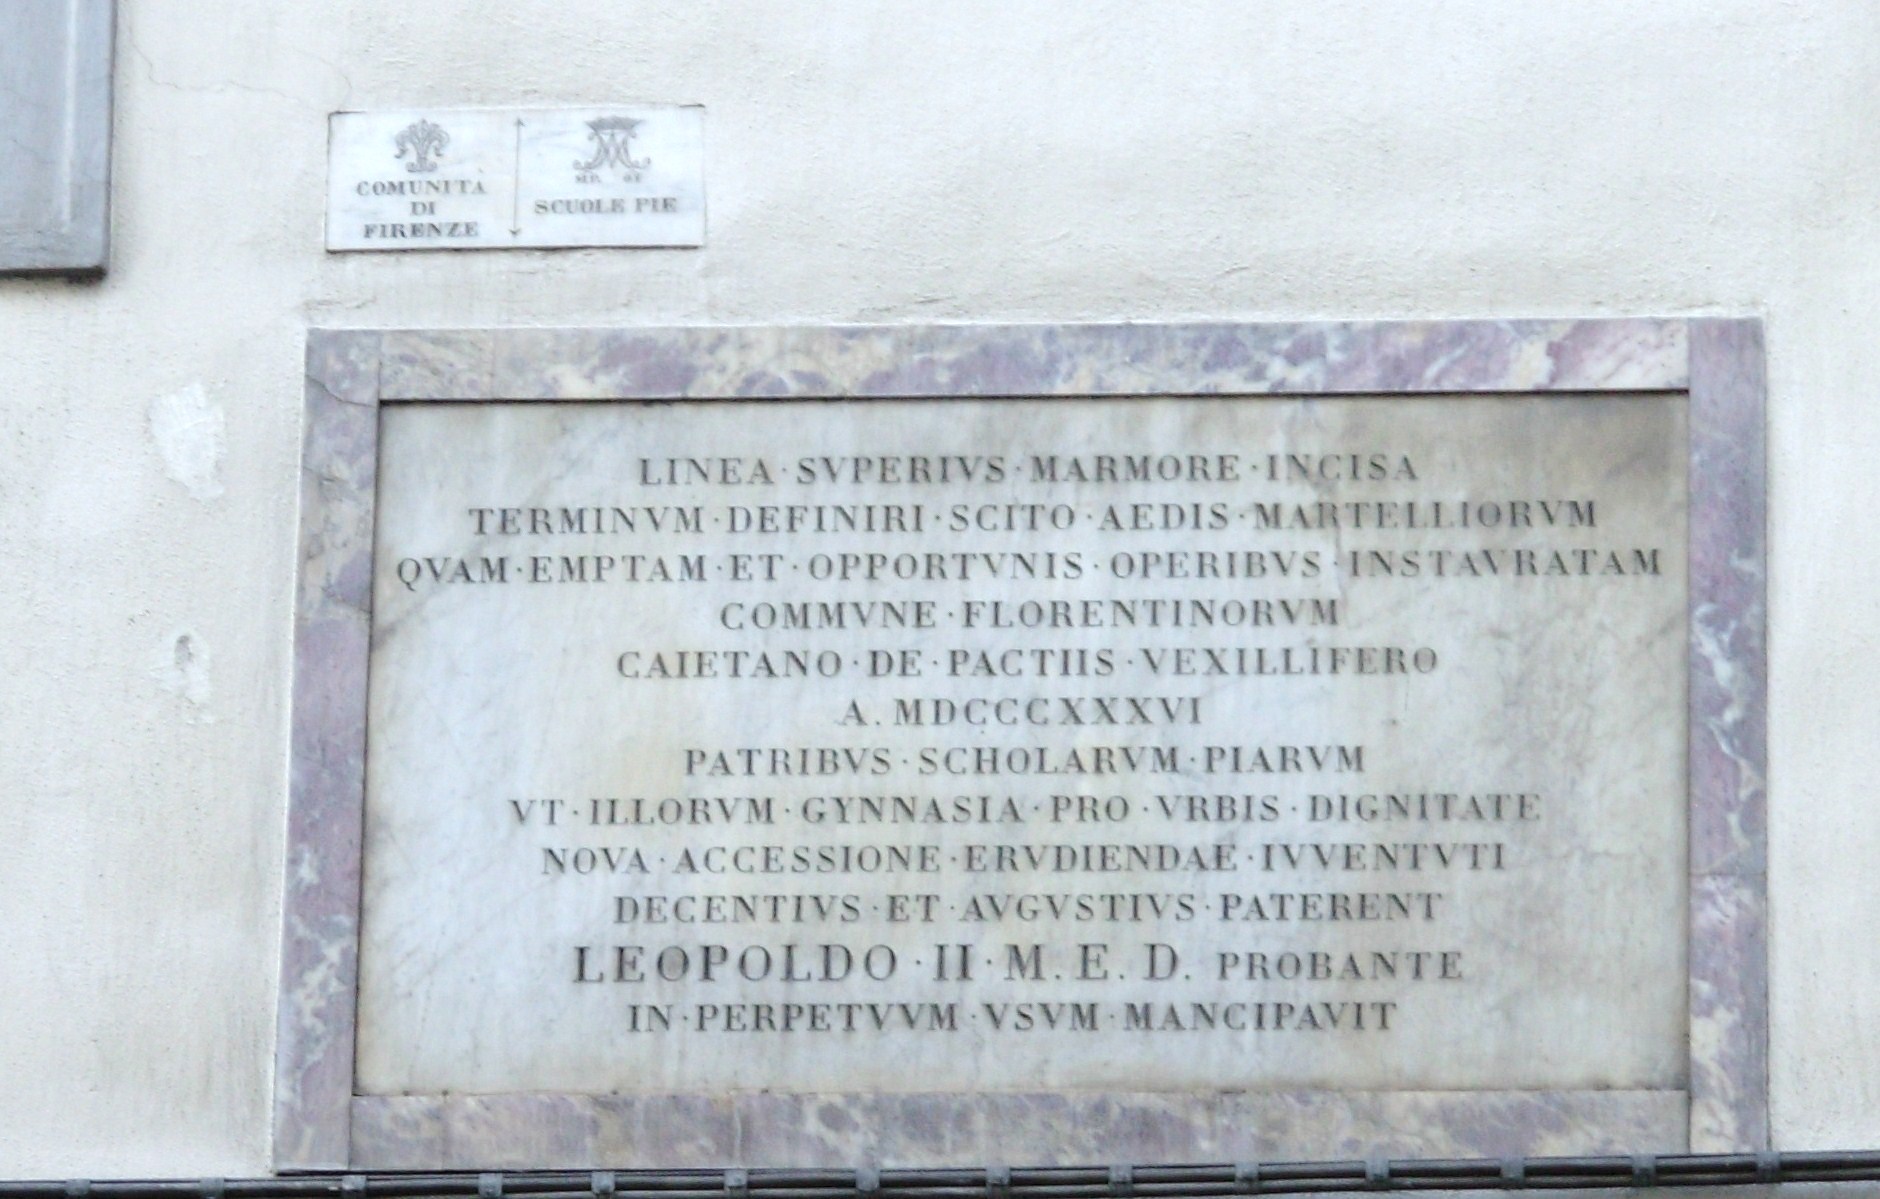 COMUNITA
DI
FIRENZE
SCUOLE PIE
LINEA·SVPERIVS·MARMORE·INCISA
TERMINVM·DEFINIRI·SCITO·AEDIS·MARTELLIORVM
QVAM·EMPTAM·ET·OPPORTVNIS·OPERIBVS·INSTAVRATAM
COMMVNE·FLORENTINORVM
CAIETANO·DE·PACTIIS·VEXILLIFERO
A.MDCCCXXXVI
PATRIBVS·SCHOLARVM·PIARVM
VT·ILLORVM·GYNNASIA·PRO·VRBIS·DIGNITATE
NOVA·ACCESSIONE·ERVDIENDAE·IVVENTVTI
DECENTIVS·ET·AVGVSTIVS·PATERENT
LEOPOLDO·II·M.E.D. PROBANTE
IN·PERPETVVM·VSVM·MANCIPAVIT